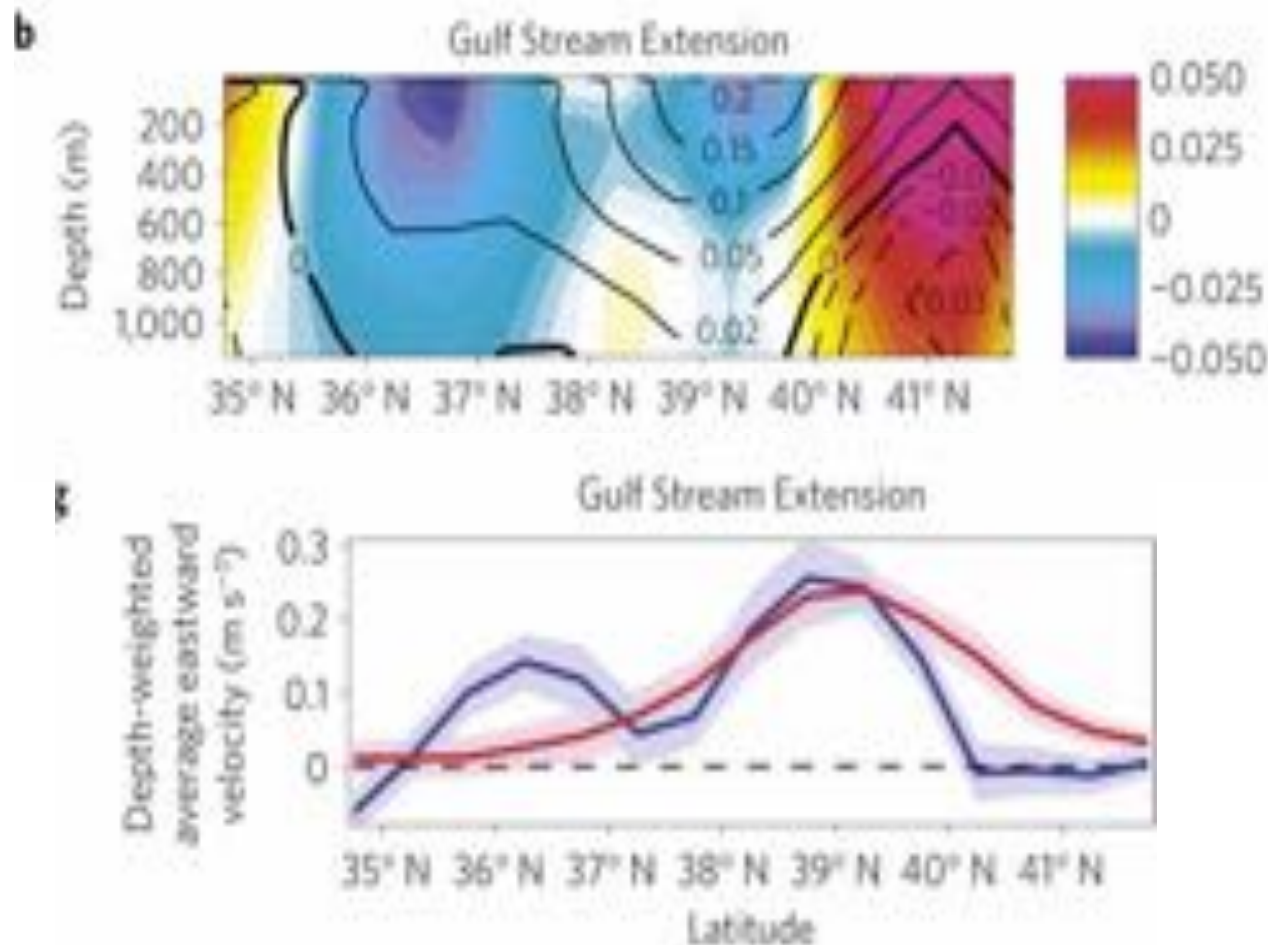 b
Gulf Stream Extension
Depth (m)
200
400
600
800
1,000
0
0.2
0.15
0.1
0.05
0.02
0
35° N 36° N 37° N 38° N 39° N 40° N 41° N
0.050
0.025
0
−0.025
−0.050
Gulf Stream Extension
Depth-weighted
average eastward
velocity (m s⁻¹)
0.3
0.2
0.1
0
35° N 36° N 37° N 38° N 39° N 40° N 41° N
Latitude